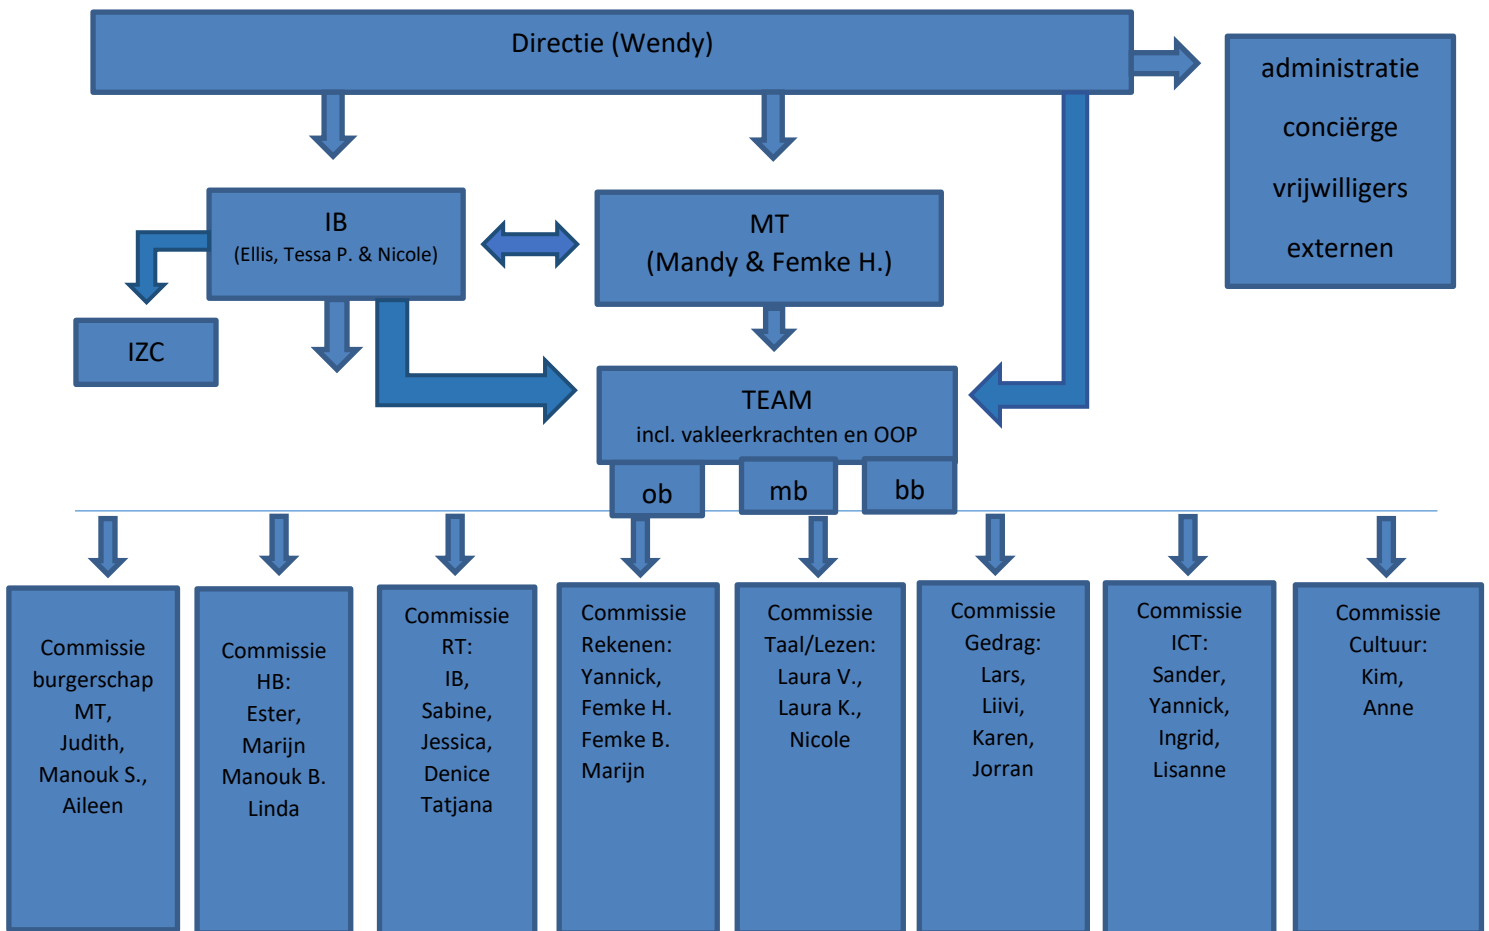 Directie (Wendy)
administratie
conciërge
vrijwilligers
externen
IB
(Ellis, Tessa P. & Nicole)
MT
(Mandy & Femke H.)
IZC
TEAM
incl. vakleerkrachten en OOP
ob
mb
bb
Commissie
burgerschap
MT,
Judith,
Manouk S.,
Aileen
Commissie
HB:
Ester,
Marijn
Manouk B.
Linda
Commissie
RT:
IB,
Sabine,
Jessica,
Denice
Tatjana
Commissie
Rekenen:
Yannick,
Femke H.
Femke B.
Marijn
Commissie
Taal/Lezen:
Laura V.,
Laura K.,
Nicole
Commissie
Gedrag:
Lars,
Liivi,
Karen,
Jorran
Commissie
ICT:
Sander,
Yannick,
Ingrid,
Lisanne
Commissie
Cultuur:
Kim,
Anne